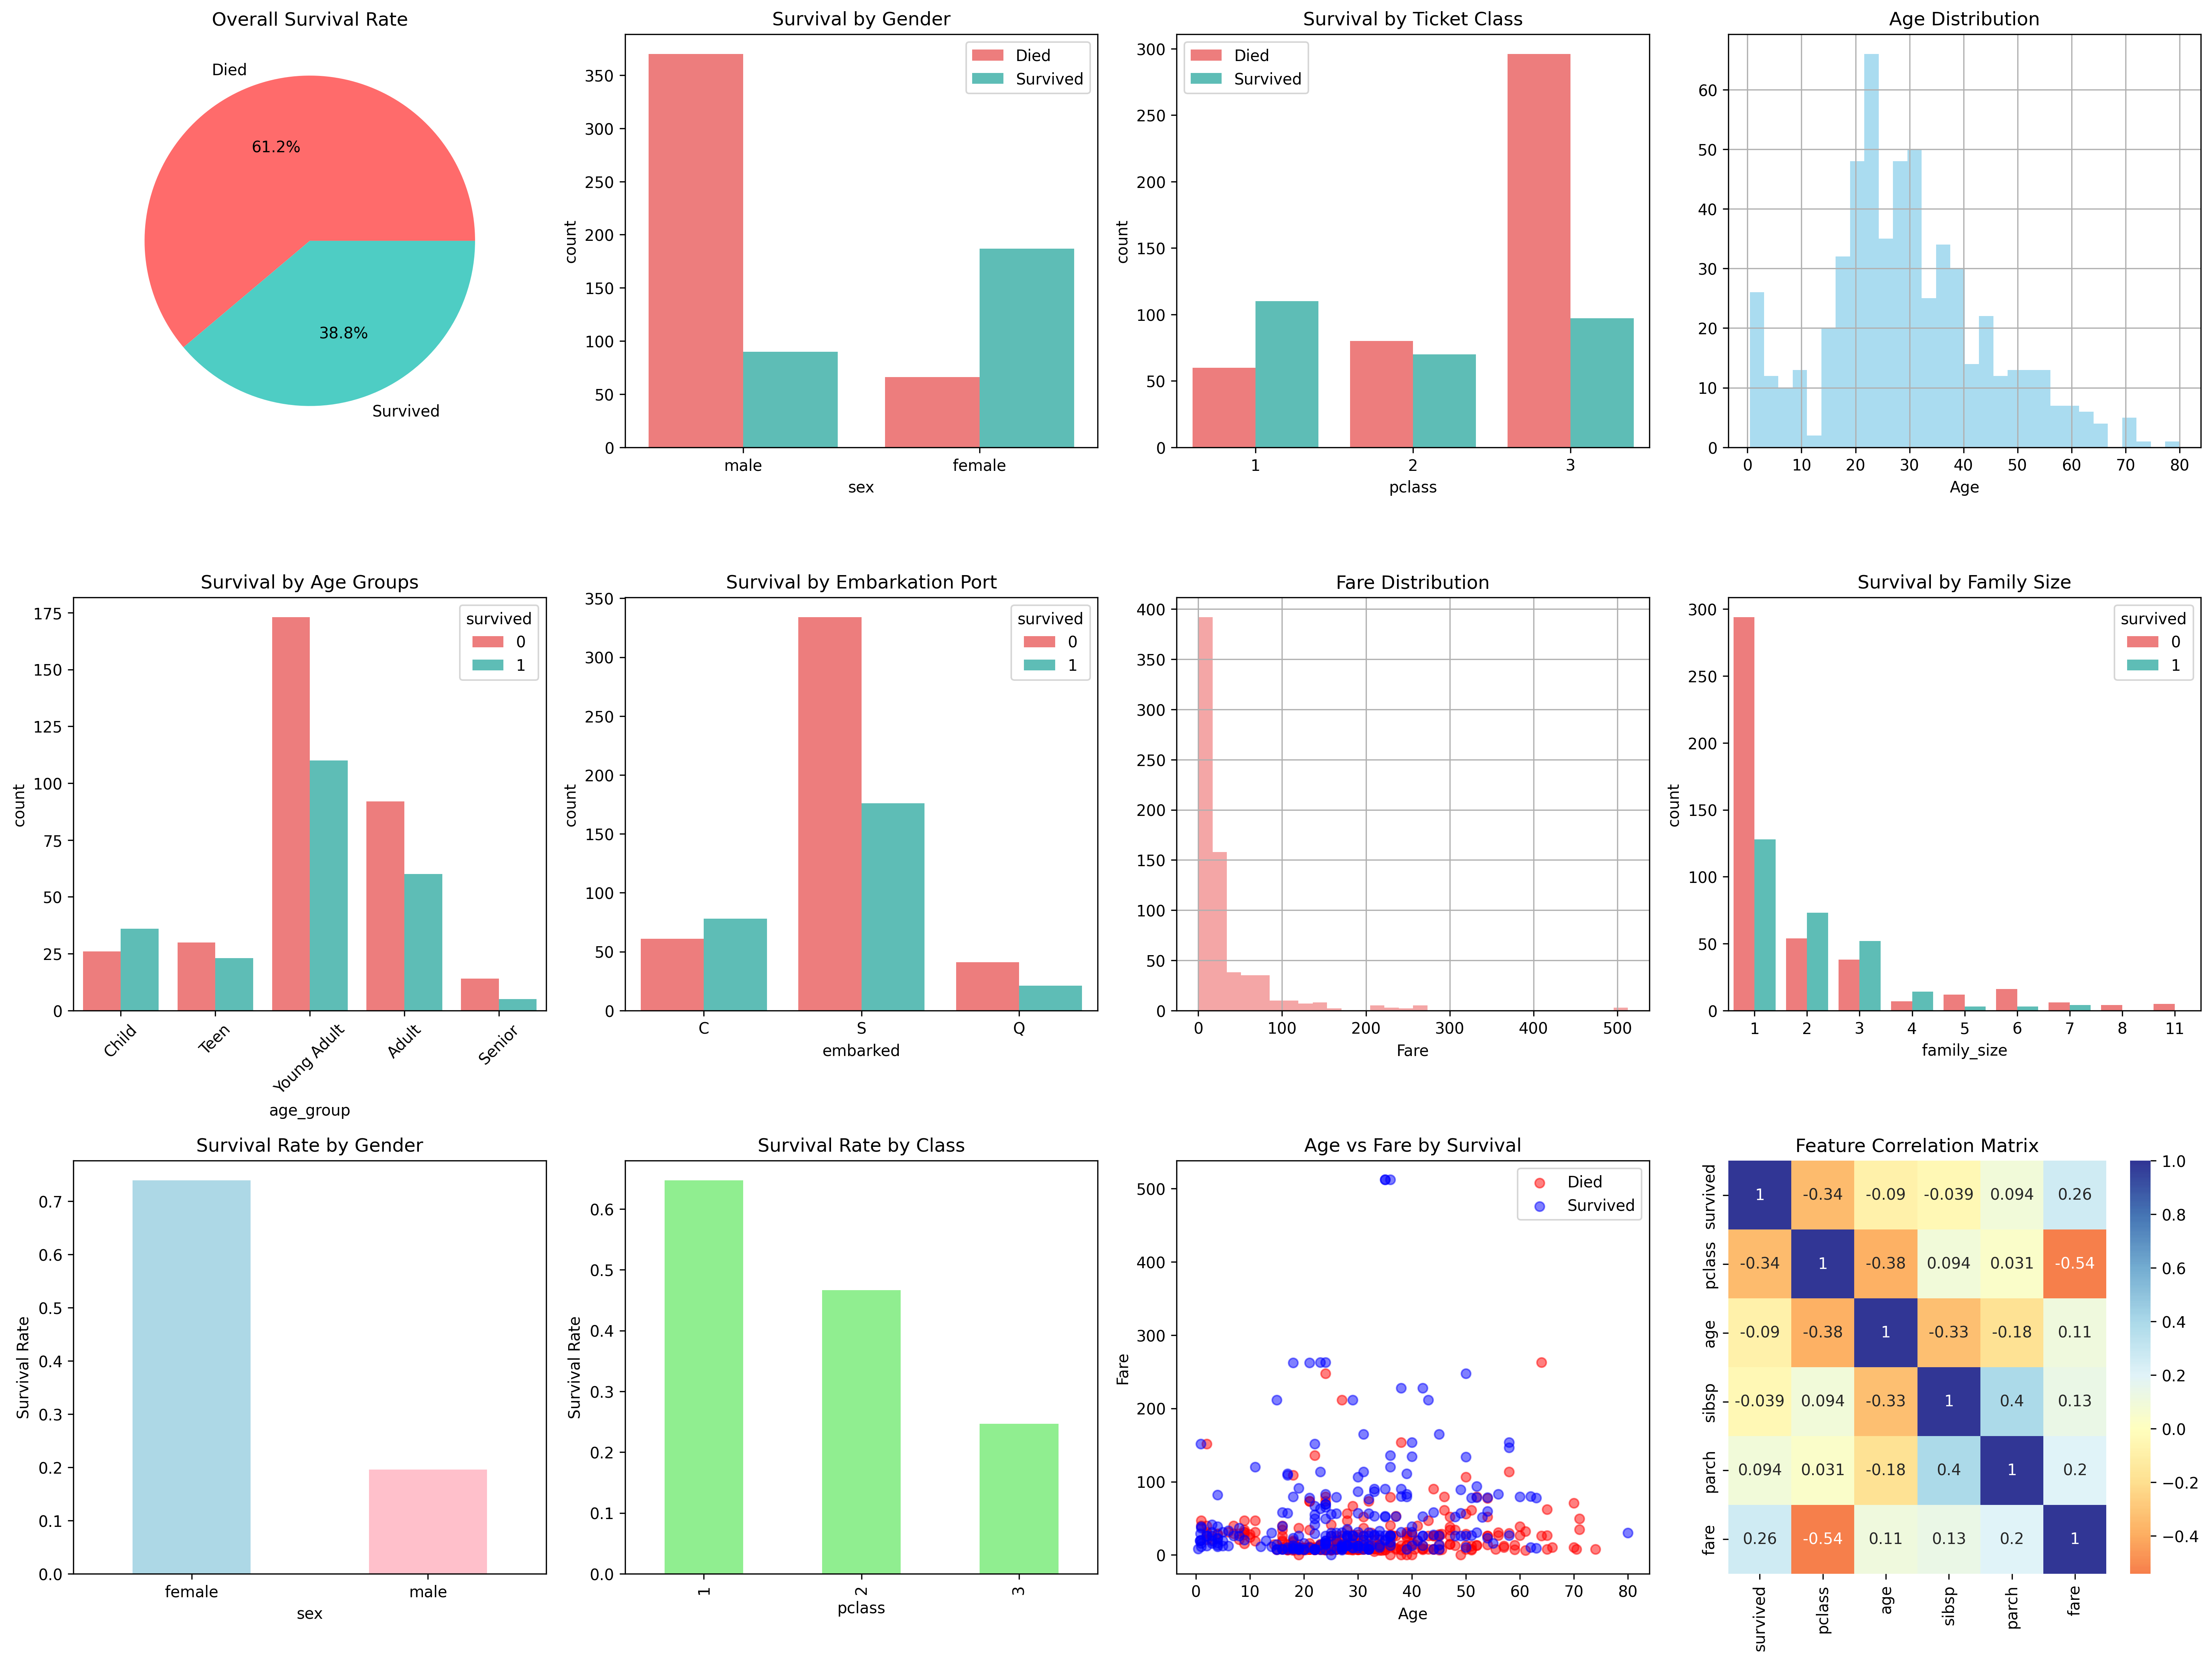 Overall Survival Rate
Died
61.2%
38.8%
Survived
Survival by Gender
Died
Survived
count
350
300
250
200
150
100
50
0
male
female
sex
Survival by Ticket Class
Died
Survived
count
300
250
200
150
100
50
0
1
2
3
pclass
Age Distribution
60
50
40
30
20
10
0
0 10 20 30 40 50 60 70 80
Age
Survival by Age Groups
survived
0
1
count
175
150
125
100
75
50
25
0
Child
Teen
Young Adult
Adult
Senior
age_group
Survival by Embarkation Port
survived
0
1
count
350
300
250
200
150
100
50
0
C
S
Q
embarked
Fare Distribution
400
350
300
250
200
150
100
50
0
0 100 200 300 400 500
Fare
Survival by Family Size
survived
0
1
count
300
250
200
150
100
50
0
1 2 3 4 5 6 7 8 11
family_size
Survival Rate by Gender
Survival Rate
0.7
0.6
0.5
0.4
0.3
0.2
0.1
0.0
female
male
sex
Survival Rate by Class
Survival Rate
0.6
0.5
0.4
0.3
0.2
0.1
0.0
1
2
3
pclass
Age vs Fare by Survival
Died
Survived
Fare
500
400
300
200
100
0
0 10 20 30 40 50 60 70 80
Age
Feature Correlation Matrix
survived 1 -0.34 -0.09 -0.039 0.094 0.26
pclass -0.34 1 -0.38 0.094 0.031 -0.54
age -0.09 -0.38 1 -0.33 -0.18 0.11
sibsp -0.039 0.094 -0.33 1 0.4 0.13
parch 0.094 0.031 -0.18 0.4 1 0.2
fare 0.26 -0.54 0.11 0.13 0.2 1
survived pclass age sibsp parch fare
1.0
0.8
0.6
0.4
0.2
0.0
−0.2
−0.4